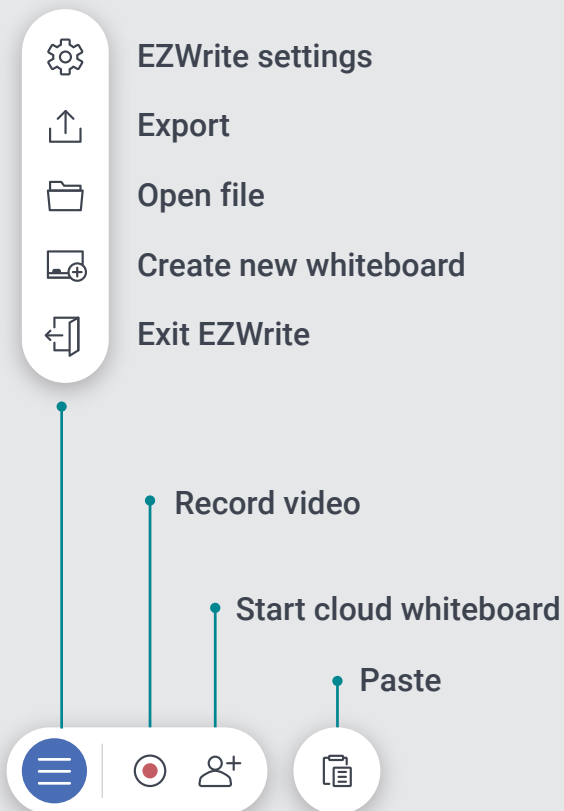 EZWrite settings
Export
Open file
Create new whiteboard
Exit EZWrite
Record video
Start cloud whiteboard
Paste